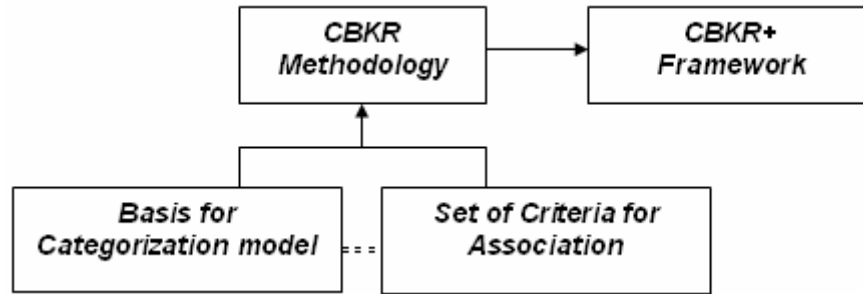 CBKR
Methodology
CBKR+
Framework
Basis for
Categorization model
Set of Criteria for
Association